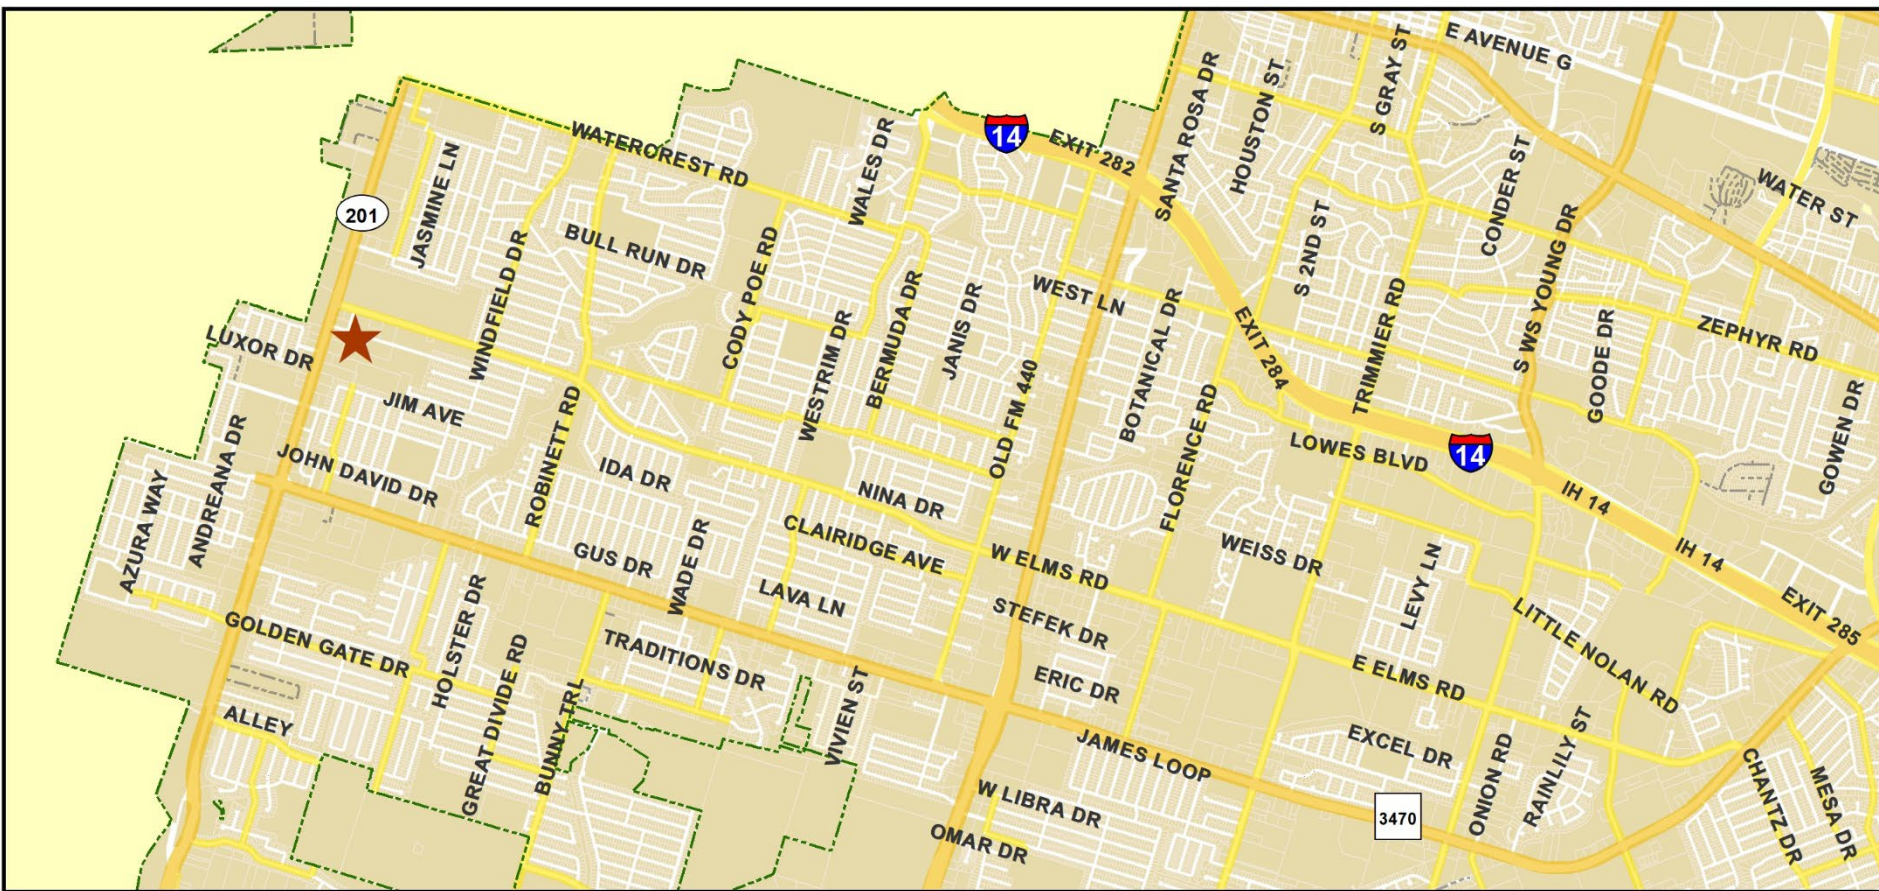 E AVENUE G
S GRAY ST
HOUSTON ST
SANTA ROSA DR
14
EXIT 282
WATERCREST RD
WALES DR
JASMINE LN
201
CONDER ST
WATER ST
BULL RUN DR
WINDFIELD DR
CODY POE RD
BERMUDA DR
JANIS DR
WEST LN
S 2ND ST
S WS YOUNG DR
TRIMMIER RD
GOODE DR
ZEPHYR RD
LUXOR DR
WESTRIM DR
BOTANICAL DR
EXIT 284
JIM AVE
ROBINETT RD
OLD FM 440
FLORENCE RD
LOWES BLVD
14
GOWEN DR
ANDREANA DR
JOHN DAVID DR
IDA DR
NINA DR
IH 14
AZURA WAY
CLAIRIDGE AVE
W ELMS RD
WEISS DR
LEVY LN
IH 14
GUS DR
WADE DR
LAVA LN
EXIT 285
HOLSTER DR
STEFEK DR
LITTLE NOLAN RD
GOLDEN GATE DR
TRADITIONS DR
ERIC DR
E ELMS RD
ALLEY
GREAT DIVIDE RD
BUNNY TRL
VIVIEN ST
JAMES LOOP
EXCEL DR
ONION RD
RAINLILY ST
CHANTZ DR
MESA DR
W LIBRA DR
3470
OMAR DR